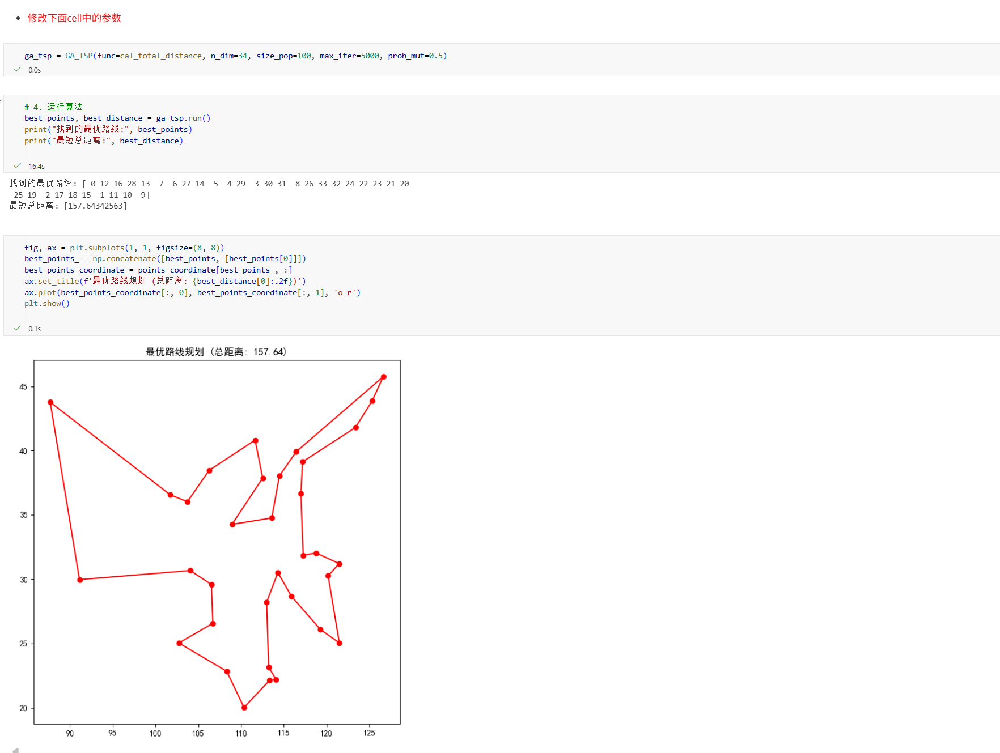 修改下面cell中的参数
ga_tsp = GA_TSP(func=cal_total_distance, n_dim=34, size_pop=100, max_iter=5000, prob_mut=0.5)
0.0s
# 4. 运行算法
best_points, best_distance = ga_tsp.run()
print("找到的最优路线:", best_points)
print("最短总距离:", best_distance)
16.4s
找到的最优路线: [ 0 12 16 28 13  7  6 27 14  5  4 29  3 30 31  8 26 33 32 24 22 23 21 20
 25 19  2 17 18 15  1 11 10  9]
最短总距离: [157.64342563]
fig, ax = plt.subplots(1, 1, figsize=(8, 8))
best_points_ = np.concatenate([best_points, [best_points[0]]])
best_points_coordinate = points_coordinate[best_points_, :]
ax.set_title(f'最优路线规划 (总距离: {best_distance[0]:.2f})')
ax.plot(best_points_coordinate[:, 0], best_points_coordinate[:, 1], 'o-r')
plt.show()
0.1s
最优路线规划 (总距离: 157.64)
45
40
35
30
25
20
90 95 100 105 110 115 120 125